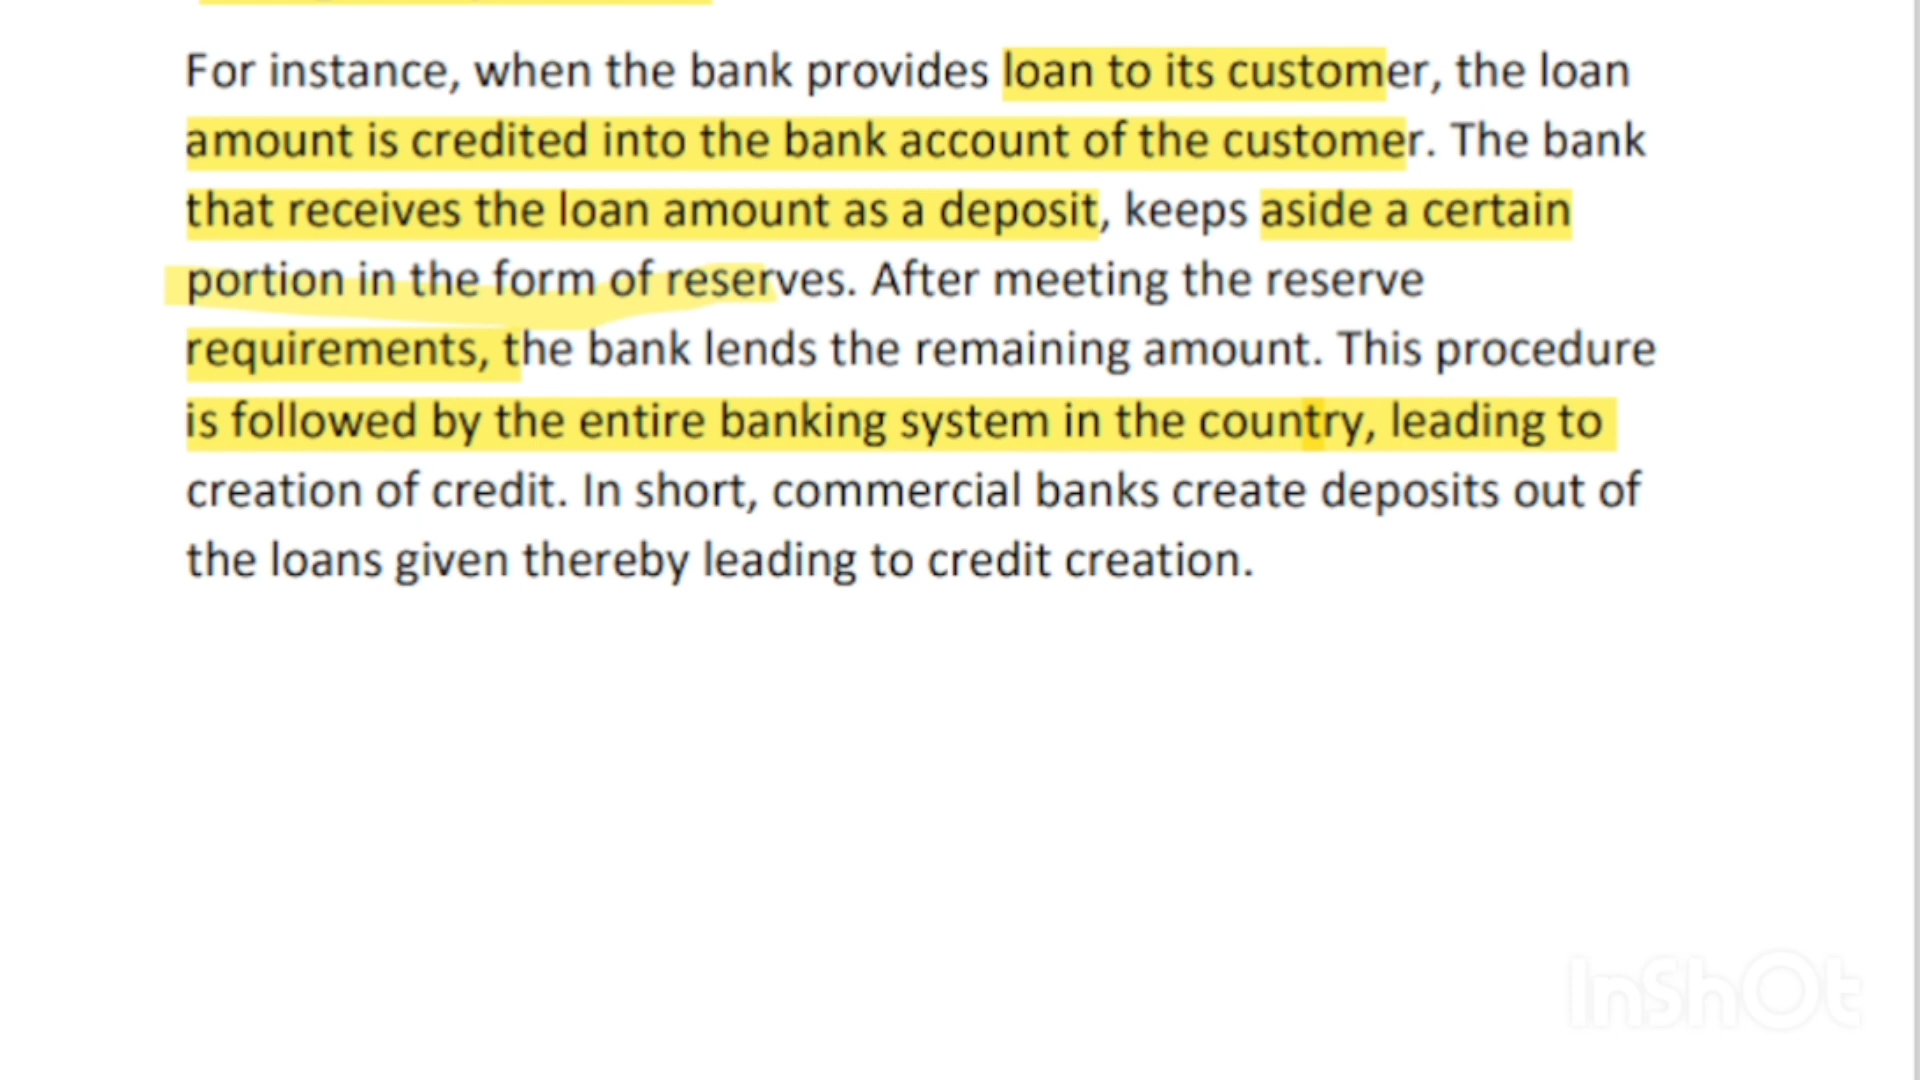 For instance, when the bank provides loan to its customer, the loan
amount is credited into the bank account of the customer. The bank
that receives the loan amount as a deposit, keeps aside a certain
portion in the form of reserves. After meeting the reserve
requirements, the bank lends the remaining amount. This procedure
is followed by the entire banking system in the country, leading to
creation of credit. In short, commercial banks create deposits out of
the loans given thereby leading to credit creation.
InShOt